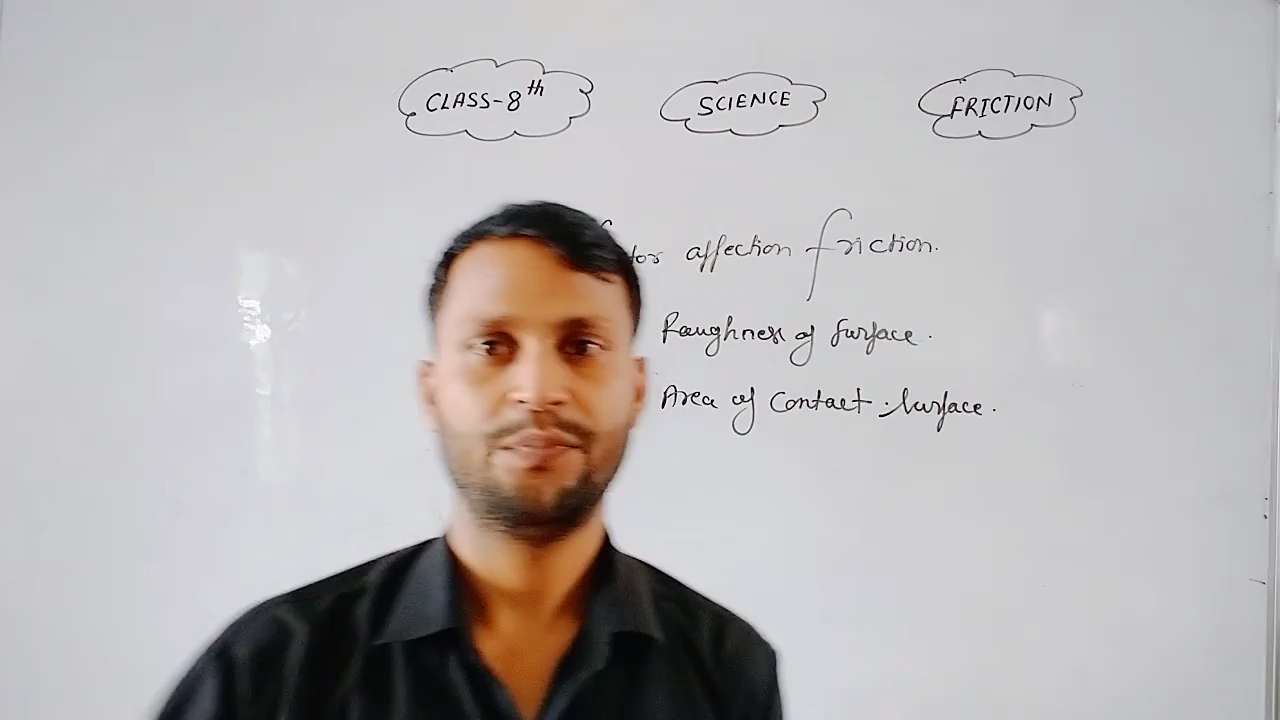 CLASS-8th SCIENCE FRICTION
affection friction.
Roughness of Surface.
Area of Contact Surface.